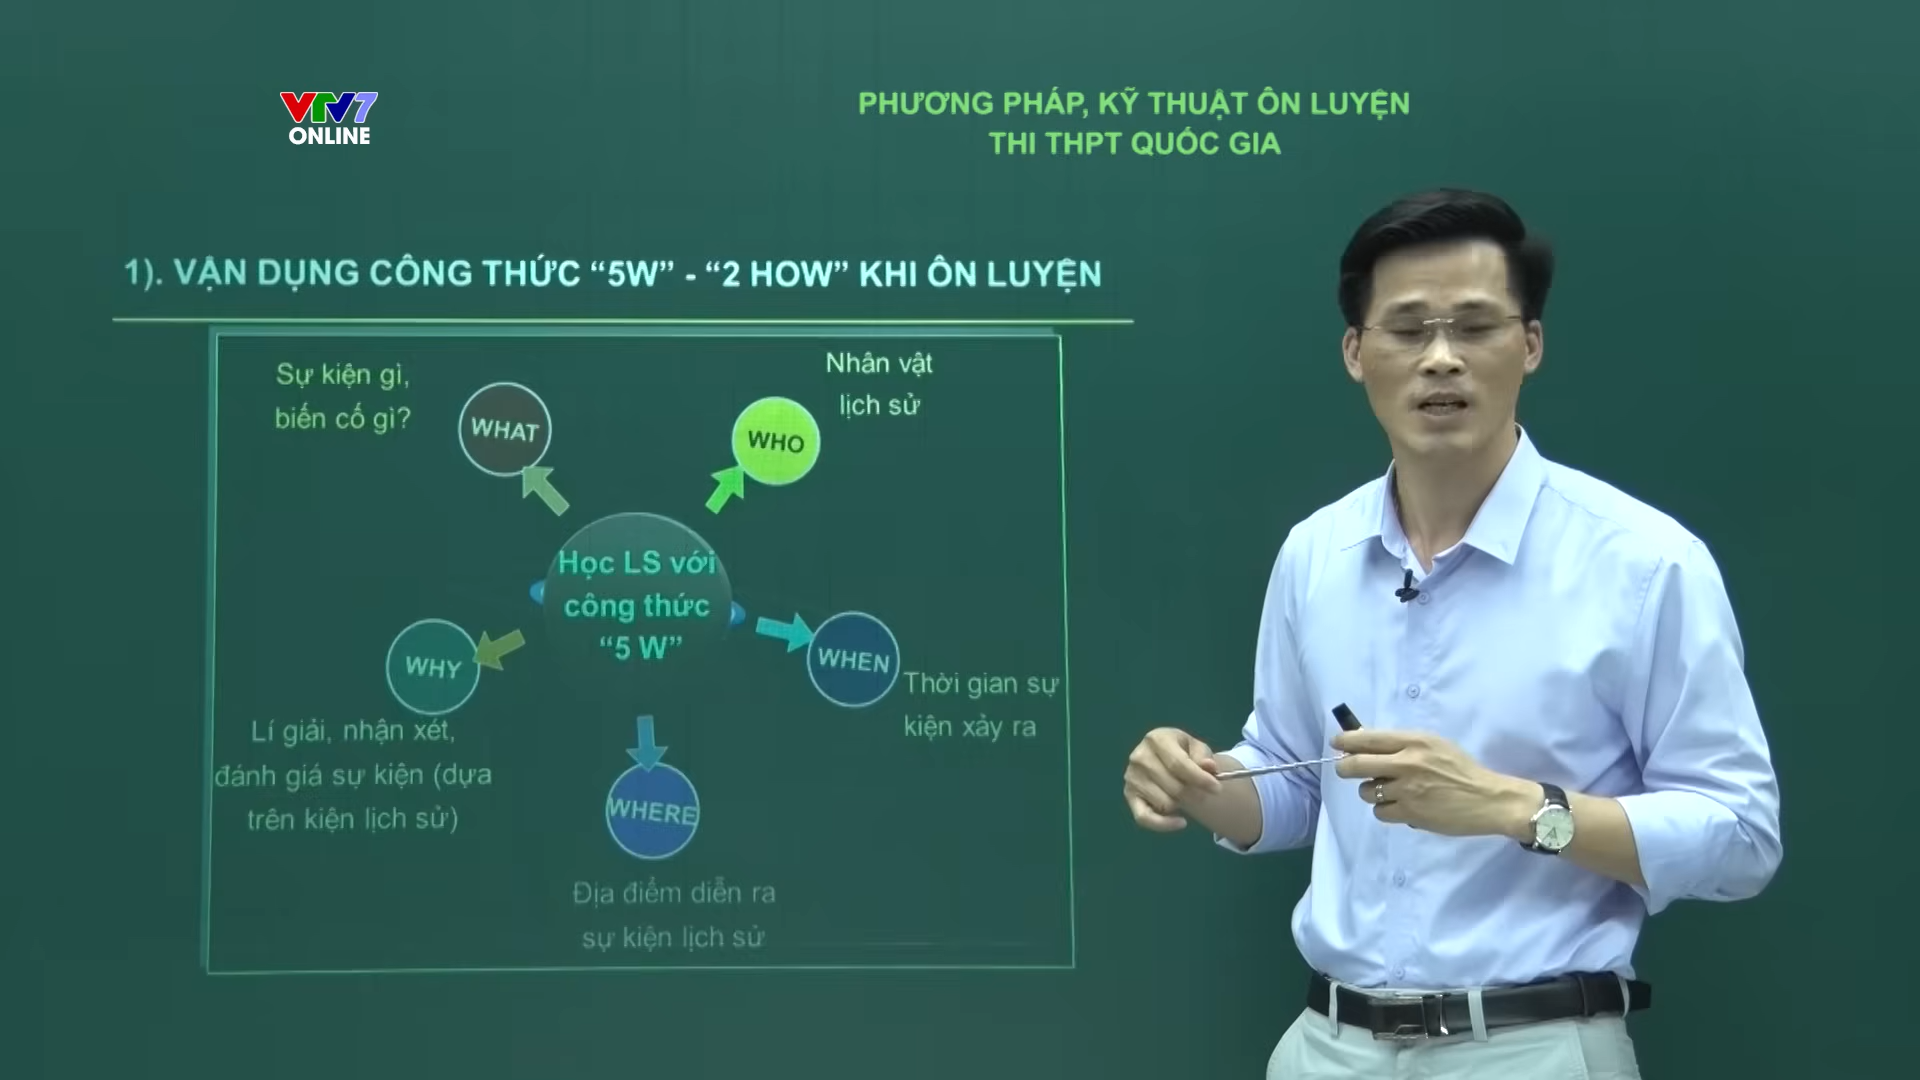 VTV7
ONLINE
PHƯƠNG PHÁP, KỸ THUẬT ÔN LUYỆN
THI THPT QUỐC GIA
1). VẬN DỤNG CÔNG THỨC “5W” - “2 HOW” KHI ÔN LUYỆN
Sự kiện gì,
biến cố gì?
WHAT
WHO
Nhân vật
lịch sử
Học LS với
công thức
“5 W”
WHY
Lí giải, nhận xét,
đánh giá sự kiện (dựa
trên kiện lịch sử)
WHEN
Thời gian sự
kiện xảy ra
WHERE
Địa điểm diễn ra
sự kiện lịch sử